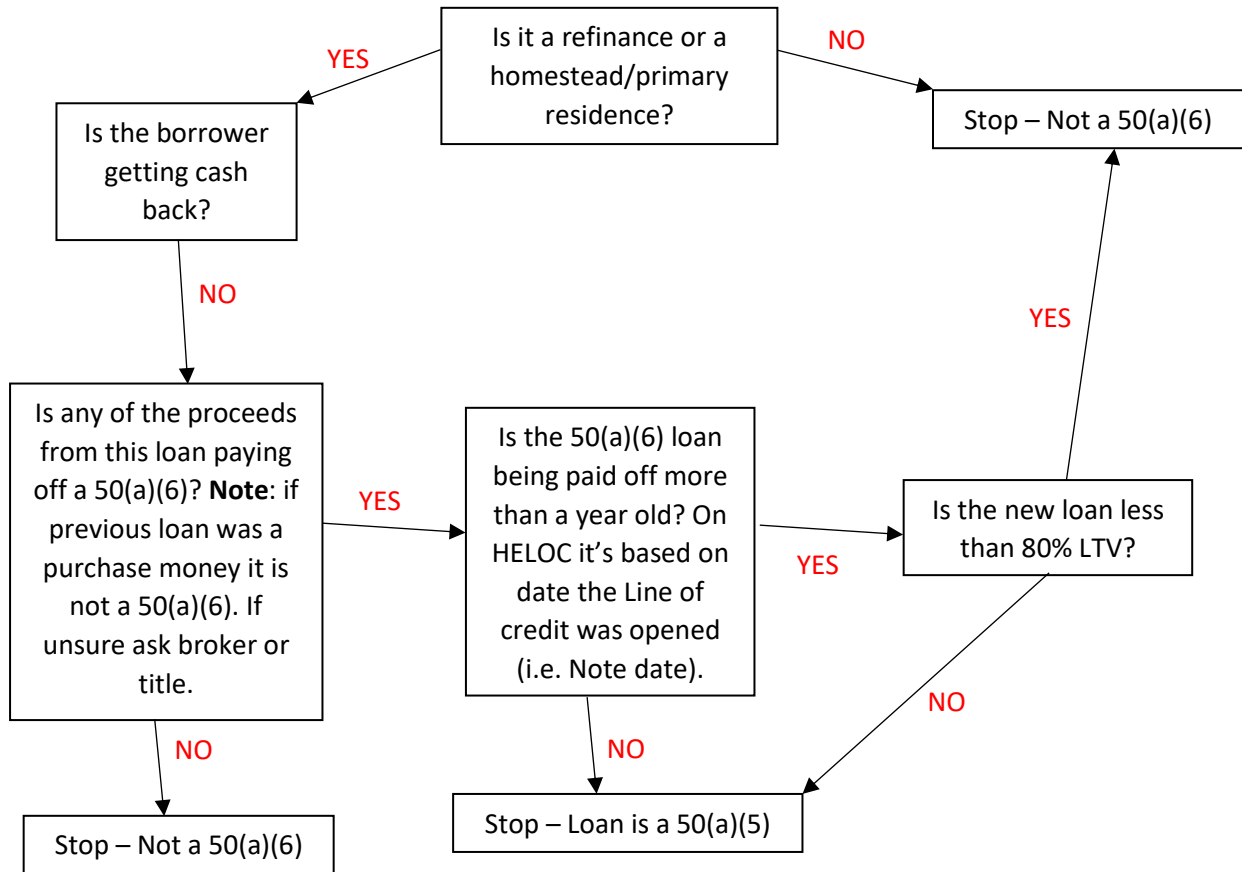 Is it a refinance or a
homestead/primary
residence?
YES
NO
Stop – Not a 50(a)(6)
Is the borrower
getting cash
back?
NO
YES
Is any of the proceeds
from this loan paying
off a 50(a)(6)? Note: if
previous loan was a
purchase money it is
not a 50(a)(6). If
unsure ask broker or
title.
YES
Is the 50(a)(6) loan
being paid off more
than a year old? On
HELOC it’s based on
date the Line of
credit was opened
(i.e. Note date).
YES
Is the new loan less
than 80% LTV?
NO
NO
NO
Stop – Loan is a 50(a)(5)
Stop – Not a 50(a)(6)